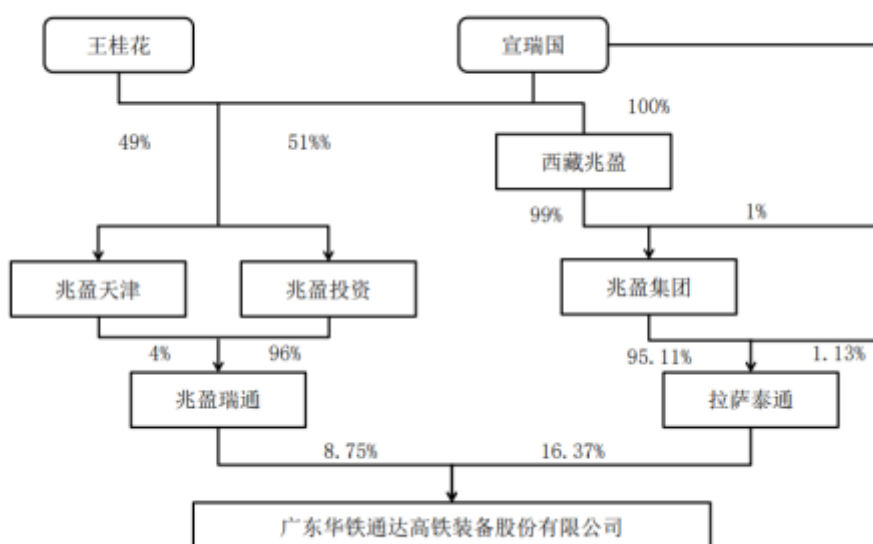 王桂花
宣瑞国
100%
49%
51%%
西藏兆盈
99%
1%
兆盈天津
兆盈投资
兆盈集团
4%
96%
95.11%
1.13%
兆盈瑞通
拉萨泰通
8.75%
16.37%
广东华铁通达高铁装备股份有限公司